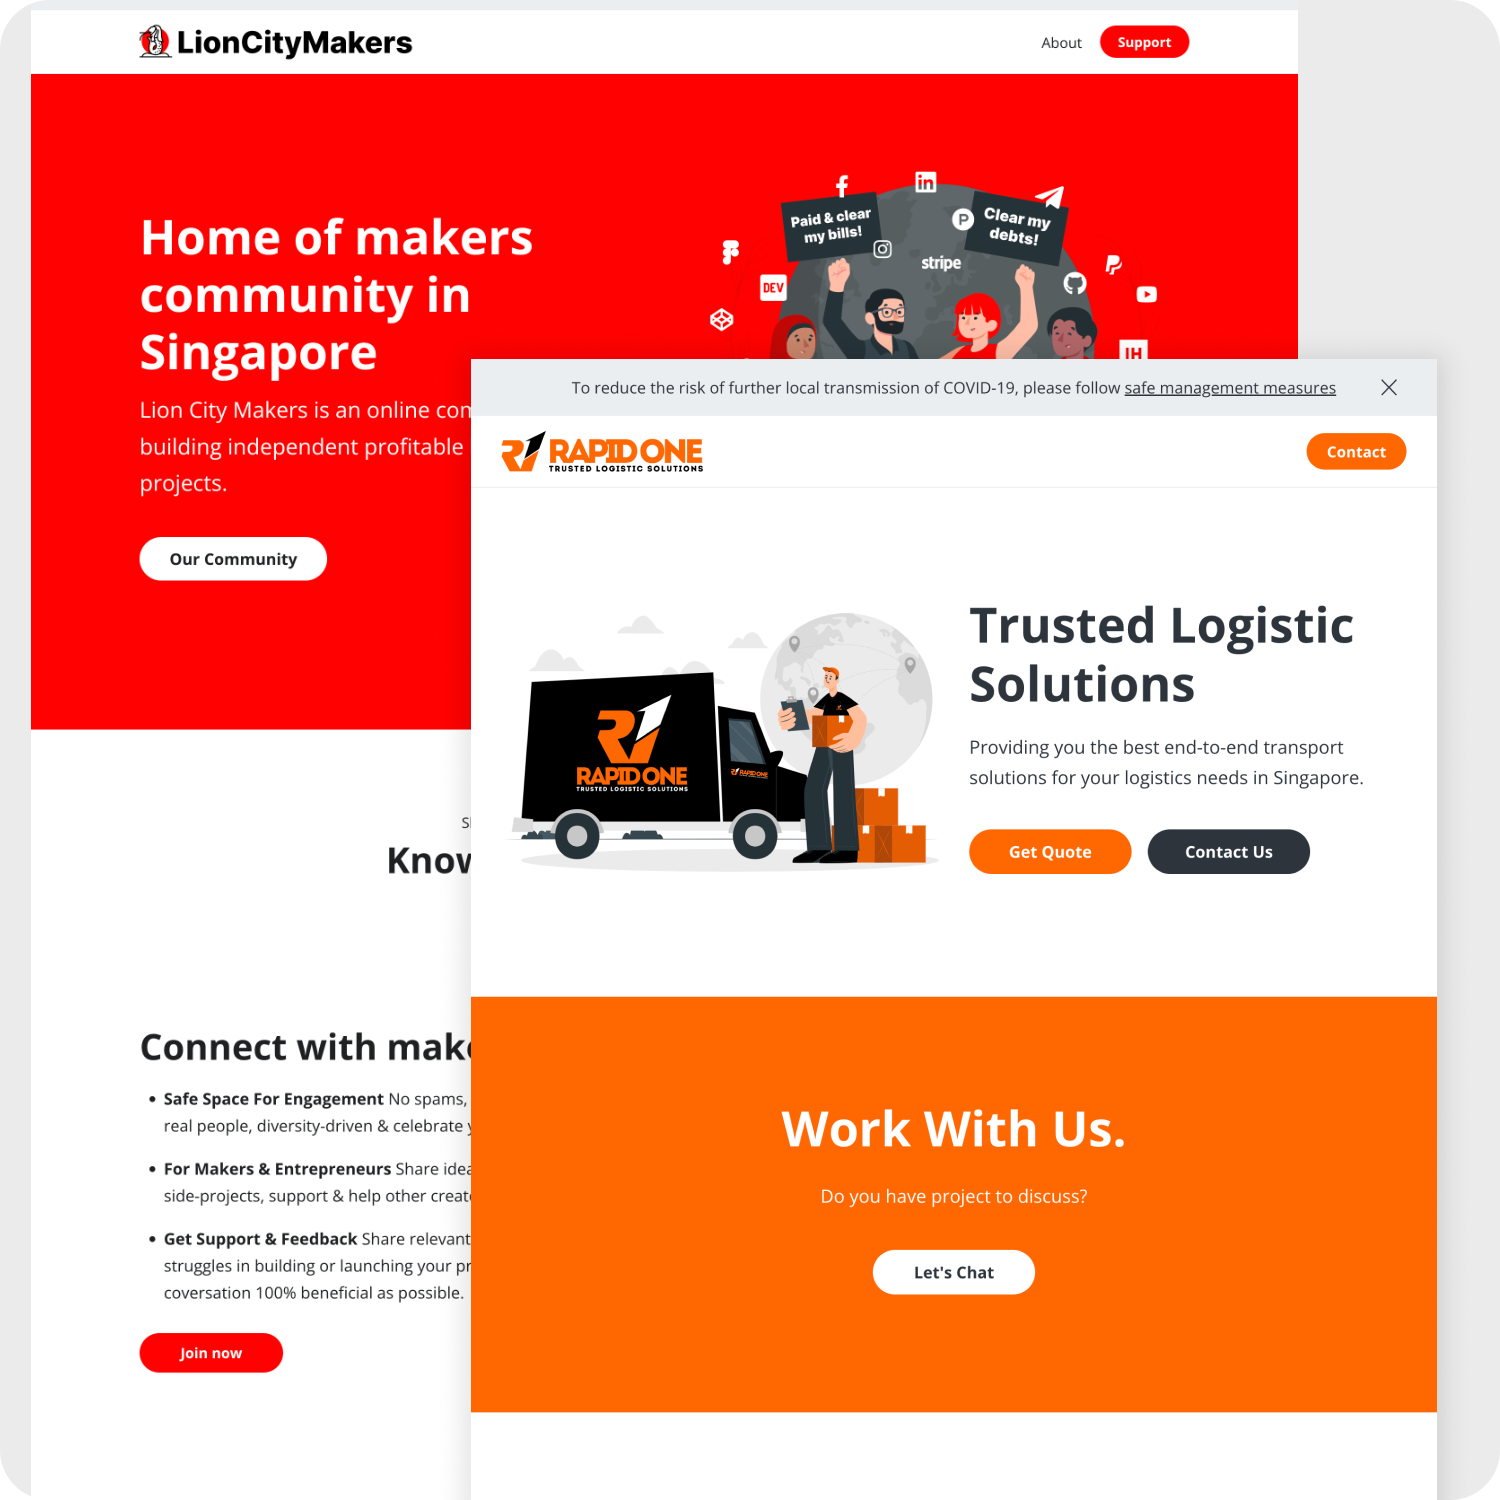 LionCityMakers
About
Support
Home of makers
community in
Singapore
Lion City Makers is an online
building independent profitable
projects.
Our Community
Paid & clear
my bills!
Clear my
debts!
stripe
DEV
in
P
IH
Connect with
Safe Space For Engagement No spams,
real people, diversity-driven & celebrate
For Makers & Entrepreneurs Share
side-projects, support & help other
Get Support & Feedback Share relevant
struggles in building or launching your
coversation 100% beneficial as possible.
Join now
To reduce the risk of further local transmission of COVID-19, please follow safe management measures
RAPID ONE
TRUSTED LOGISTIC SOLUTIONS
Contact
RAPID ONE
TRUSTED LOGISTIC SOLUTIONS
RAPID ONE
Trusted Logistic
Solutions
Providing you the best end-to-end transport
solutions for your logistics needs in Singapore.
Get Quote
Contact Us
Work With Us.
Do you have project to discuss?
Let's Chat